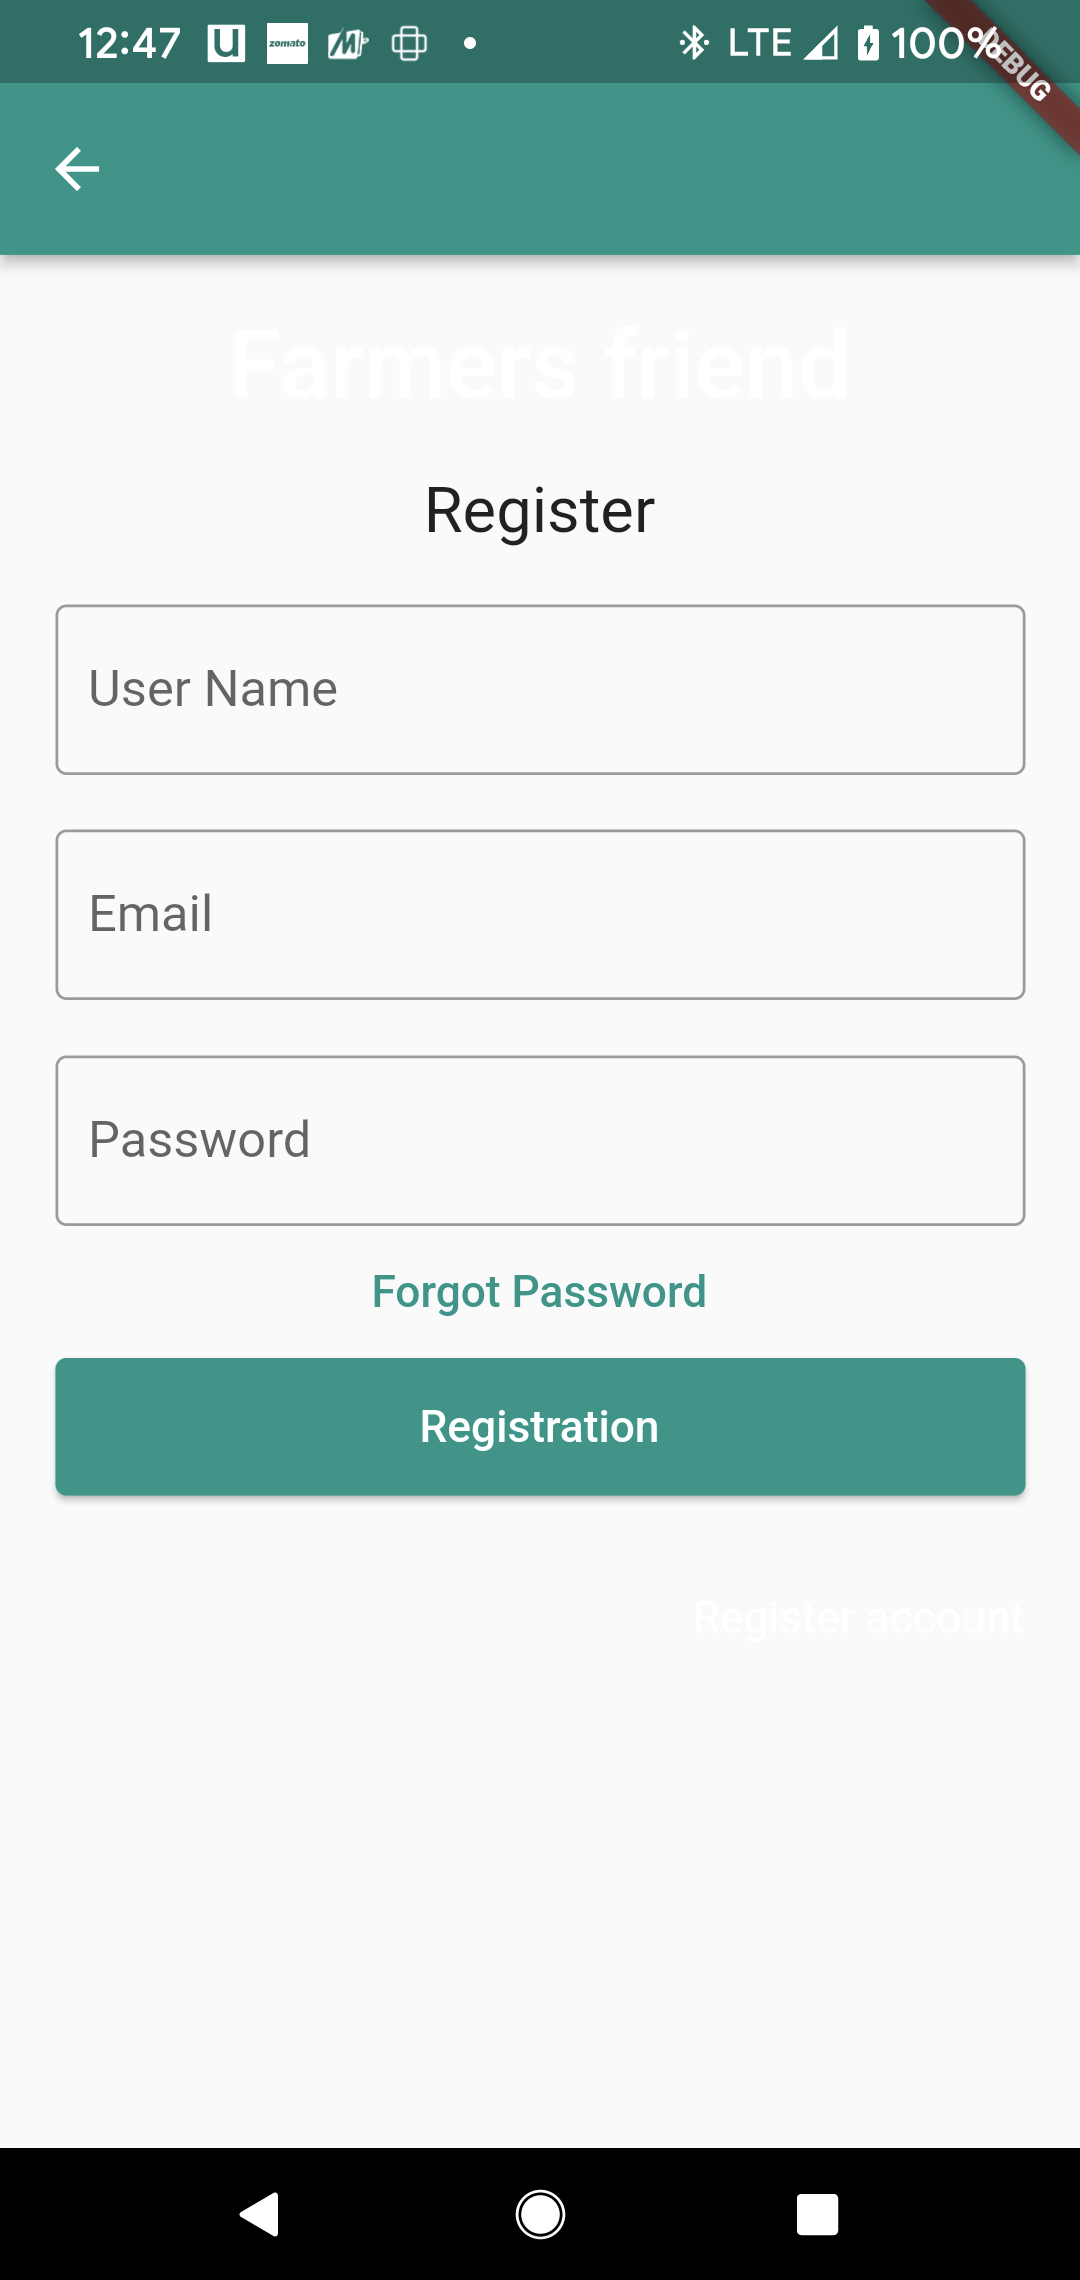 12:47 U zomato LTE 100%
DEBUG
Farmers friend
Register
User Name
Email
Password
Forgot Password
Registration
Register account